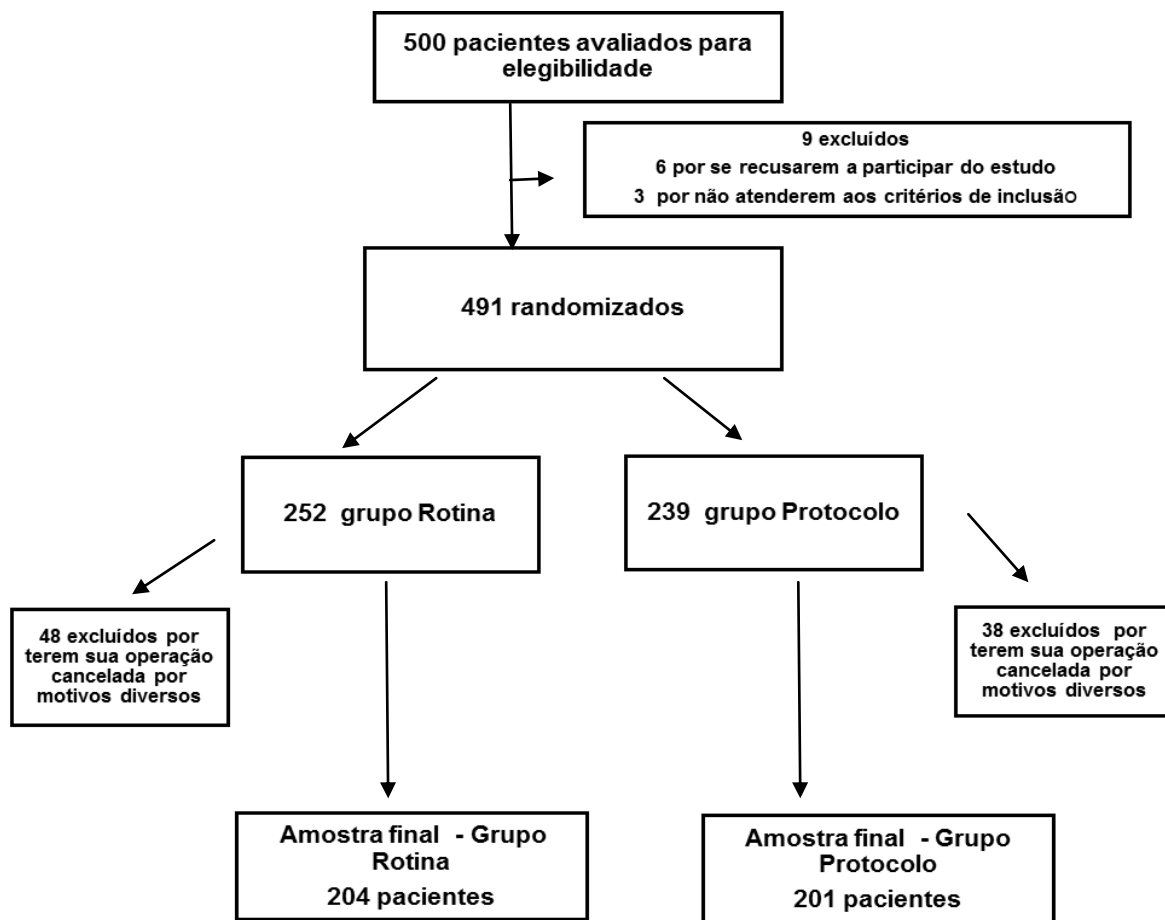 500 pacientes avaliados para
elegibilidade
9 excluídos
6 por se recusarem a participar do estudo
3 por não atenderem aos critérios de inclusão
491 randomizados
252 grupo Rotina
239 grupo Protocolo
48 excluídos por
terem sua operação
cancelada por
motivos diversos
38 excluídos por
terem sua operação
cancelada por
motivos diversos
Amostra final - Grupo
Rotina
204 pacientes
Amostra final - Grupo
Protocolo
201 pacientes